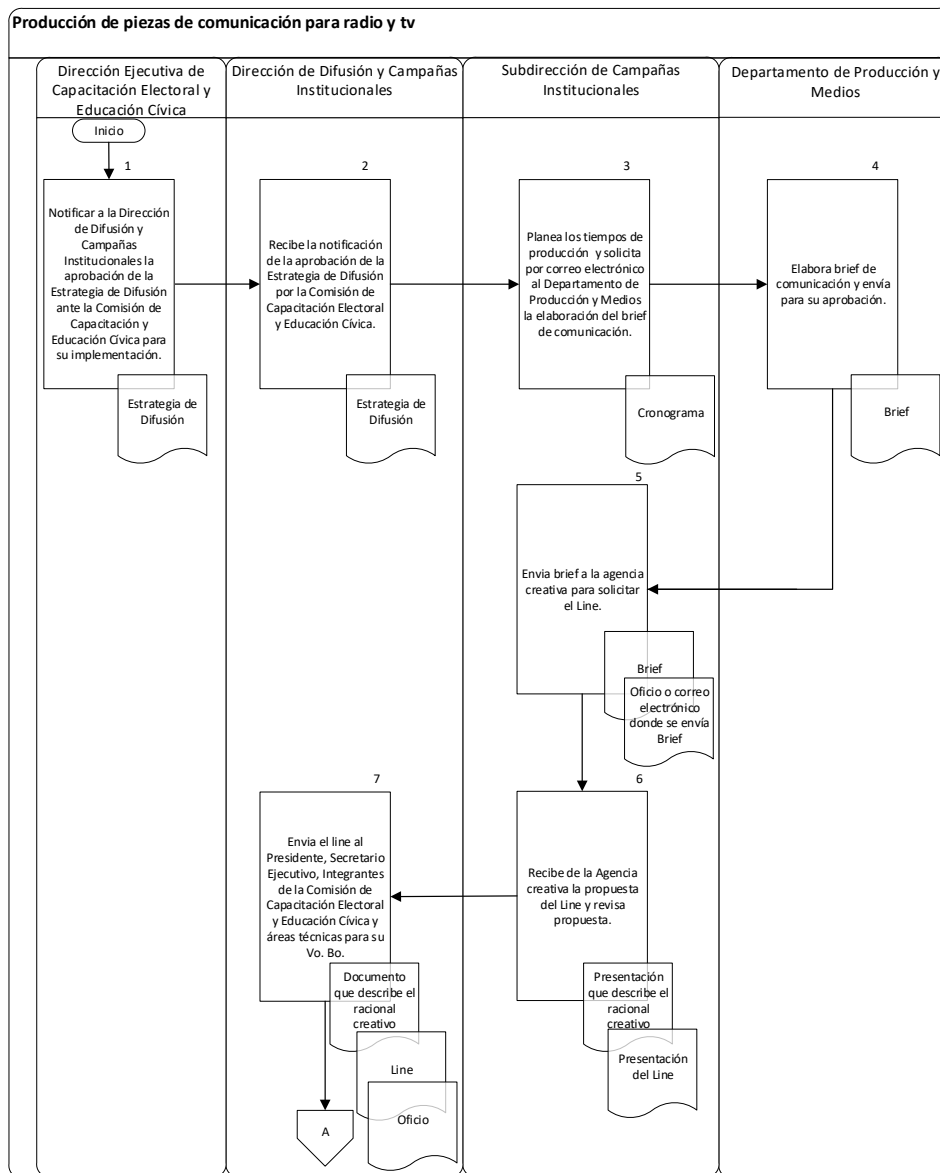 Producción de piezas de comunicación para radio y tv
Dirección Ejecutiva de
Capacitación Electoral y
Educación Cívica
Dirección de Difusión y Campañas
Institucionales
Subdirección de Campañas
Institucionales
Departamento de Producción y
Medios
Inicio
1
Notificar a la Dirección
de Difusión y
Campañas
Institucionales la
aprobación de la
Estrategia de Difusión
ante la Comisión de
Capacitación y
Educación Cívica para
su implementación.
Estrategia de
Difusión
2
Recibe la notificación
de la aprobación de la
Estrategia de Difusión
por la Comisión de
Capacitación Electoral
y Educación Cívica.
Estrategia de
Difusión
3
Planea los tiempos de
producción y solicita
por correo electrónico
al Departamento de
Producción y Medios
la elaboración del brief
de comunicación.
Cronograma
4
Elabora brief de
comunicación y envía
para su aprobación.
Brief
5
Envia brief a la agencia
creativa para solicitar
el Line.
Brief
Oficio o correo
electrónico
donde se envía
Brief
6
Recibe de la Agencia
creativa la propuesta
del Line y revisa
propuesta.
Presentación
que describe el
racional
creativo
Presentación
del Line
7
Envia el line al
Presidente, Secretario
Ejecutivo, Integrantes
de la Comisión de
Capacitación Electoral
y Educación Cívica y
áreas técnicas para su
Vo. Bo.
Documento
que describe el
racional
creativo
Line
Oficio
A